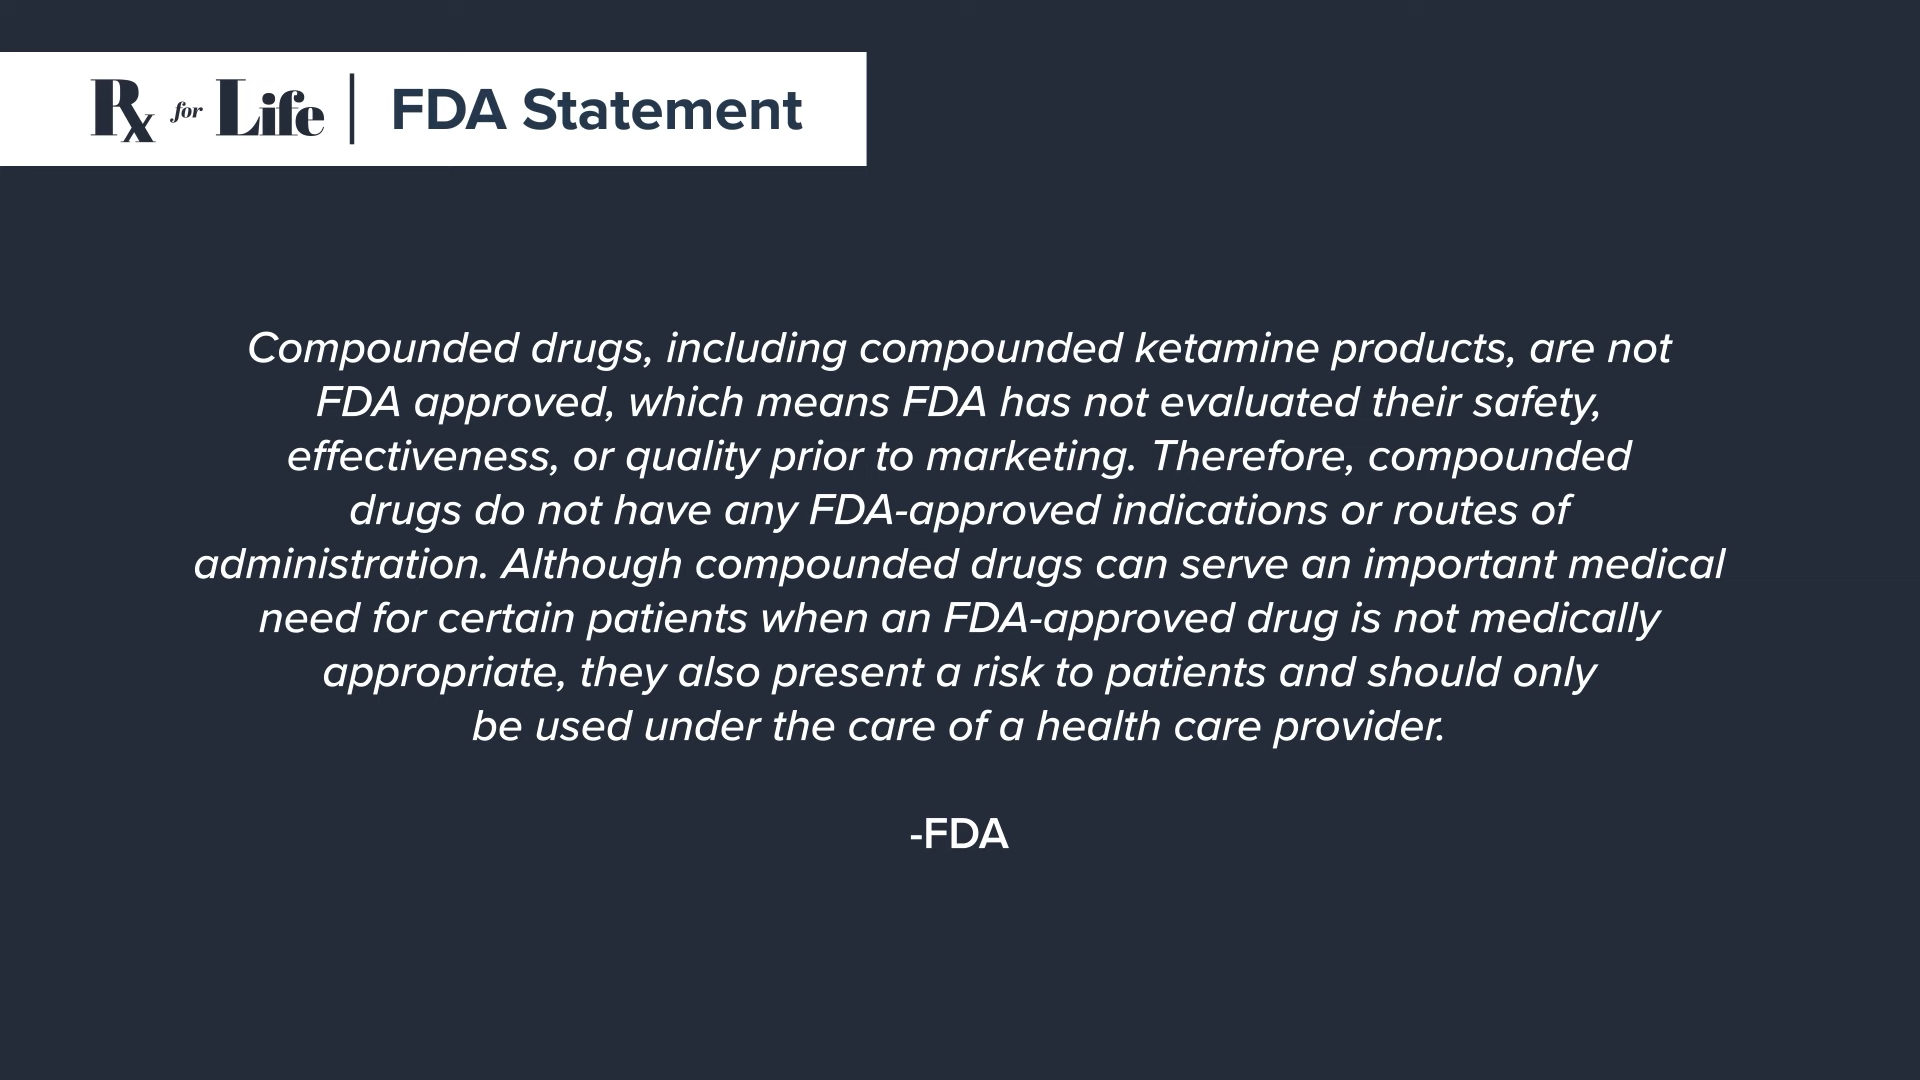 Rx for Life | FDA Statement
Compounded drugs, including compounded ketamine products, are not
FDA approved, which means FDA has not evaluated their safety,
effectiveness, or quality prior to marketing. Therefore, compounded
drugs do not have any FDA-approved indications or routes of
administration. Although compounded drugs can serve an important medical
need for certain patients when an FDA-approved drug is not medically
appropriate, they also present a risk to patients and should only
be used under the care of a health care provider.
-FDA